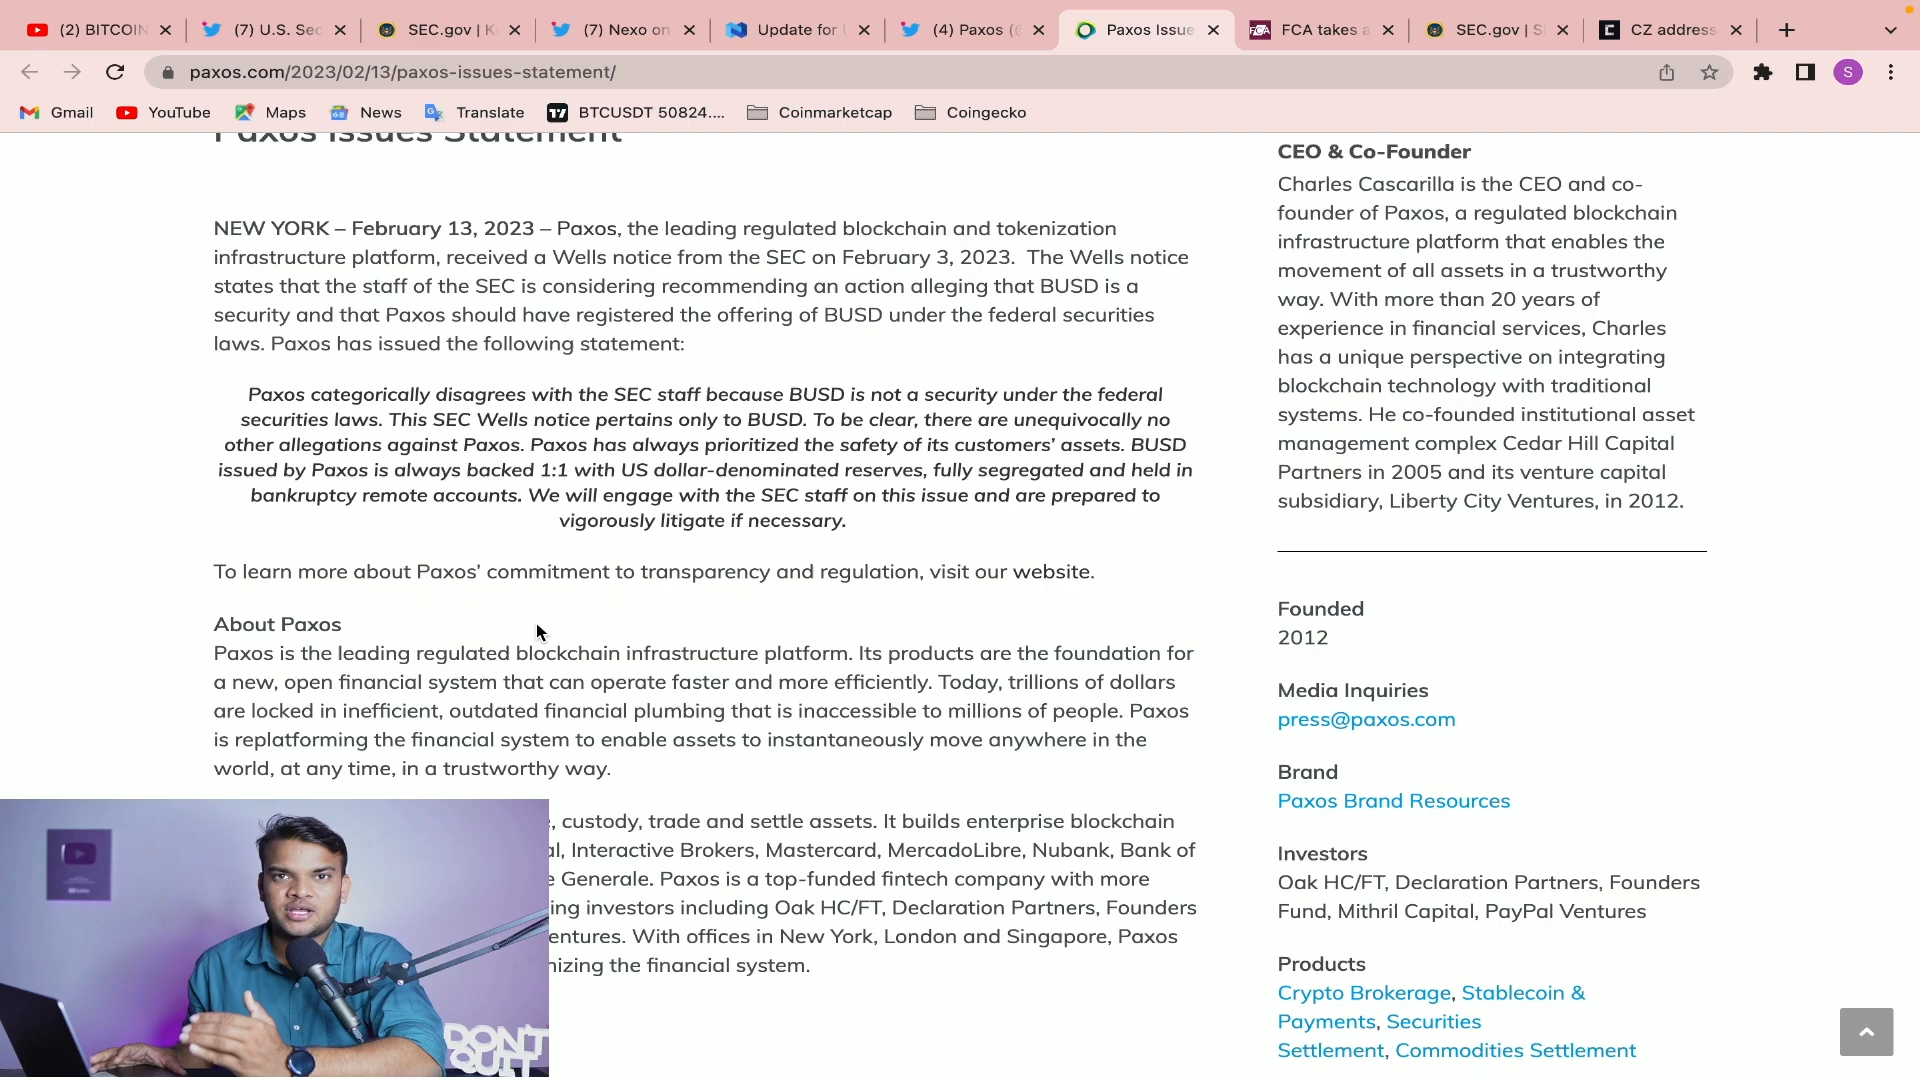 (2) BITCOIN
(7) U.S. Sec
SEC.gov | K
(7) Nexo on
Update for
(4) Paxos (@
Paxos Issue
FCA takes a
SEC.gov | S
CZ address
paxos.com/2023/02/13/paxos-issues-statement/
S
Gmail
YouTube
Maps
News
Translate
BTCUSDT 50824....
Coinmarketcap
Coingecko
Paxos Issues Statement
NEW YORK – February 13, 2023 – Paxos, the leading regulated blockchain and tokenization
infrastructure platform, received a Wells notice from the SEC on February 3, 2023. The Wells notice
states that the staff of the SEC is considering recommending an action alleging that BUSD is a
security and that Paxos should have registered the offering of BUSD under the federal securities
laws. Paxos has issued the following statement:
Paxos categorically disagrees with the SEC staff because BUSD is not a security under the federal
securities laws. This SEC Wells notice pertains only to BUSD. To be clear, there are unequivocally no
other allegations against Paxos. Paxos has always prioritized the safety of its customers’ assets. BUSD
issued by Paxos is always backed 1:1 with US dollar-denominated reserves, fully segregated and held in
bankruptcy remote accounts. We will engage with the SEC staff on this issue and are prepared to
vigorously litigate if necessary.
To learn more about Paxos’ commitment to transparency and regulation, visit our website.
About Paxos
Paxos is the leading regulated blockchain infrastructure platform. Its products are the foundation for
a new, open financial system that can operate faster and more efficiently. Today, trillions of dollars
are locked in inefficient, outdated financial plumbing that is inaccessible to millions of people. Paxos
is replatforming the financial system to enable assets to instantaneously move anywhere in the
world, at any time, in a trustworthy way.
, custody, trade and settle assets. It builds enterprise blockchain
al, Interactive Brokers, Mastercard, MercadoLibre, Nubank, Bank of
e Generale. Paxos is a top-funded fintech company with more
ing investors including Oak HC/FT, Declaration Partners, Founders
entures. With offices in New York, London and Singapore, Paxos
nizing the financial system.
CEO & Co-Founder
Charles Cascarilla is the CEO and co-
founder of Paxos, a regulated blockchain
infrastructure platform that enables the
movement of all assets in a trustworthy
way. With more than 20 years of
experience in financial services, Charles
has a unique perspective on integrating
blockchain technology with traditional
systems. He co-founded institutional asset
management complex Cedar Hill Capital
Partners in 2005 and its venture capital
subsidiary, Liberty City Ventures, in 2012.
Founded
2012
Media Inquiries
press@paxos.com
Brand
Paxos Brand Resources
Investors
Oak HC/FT, Declaration Partners, Founders
Fund, Mithril Capital, PayPal Ventures
Products
Crypto Brokerage, Stablecoin &
Payments, Securities
Settlement, Commodities Settlement
DON'T
QUIT